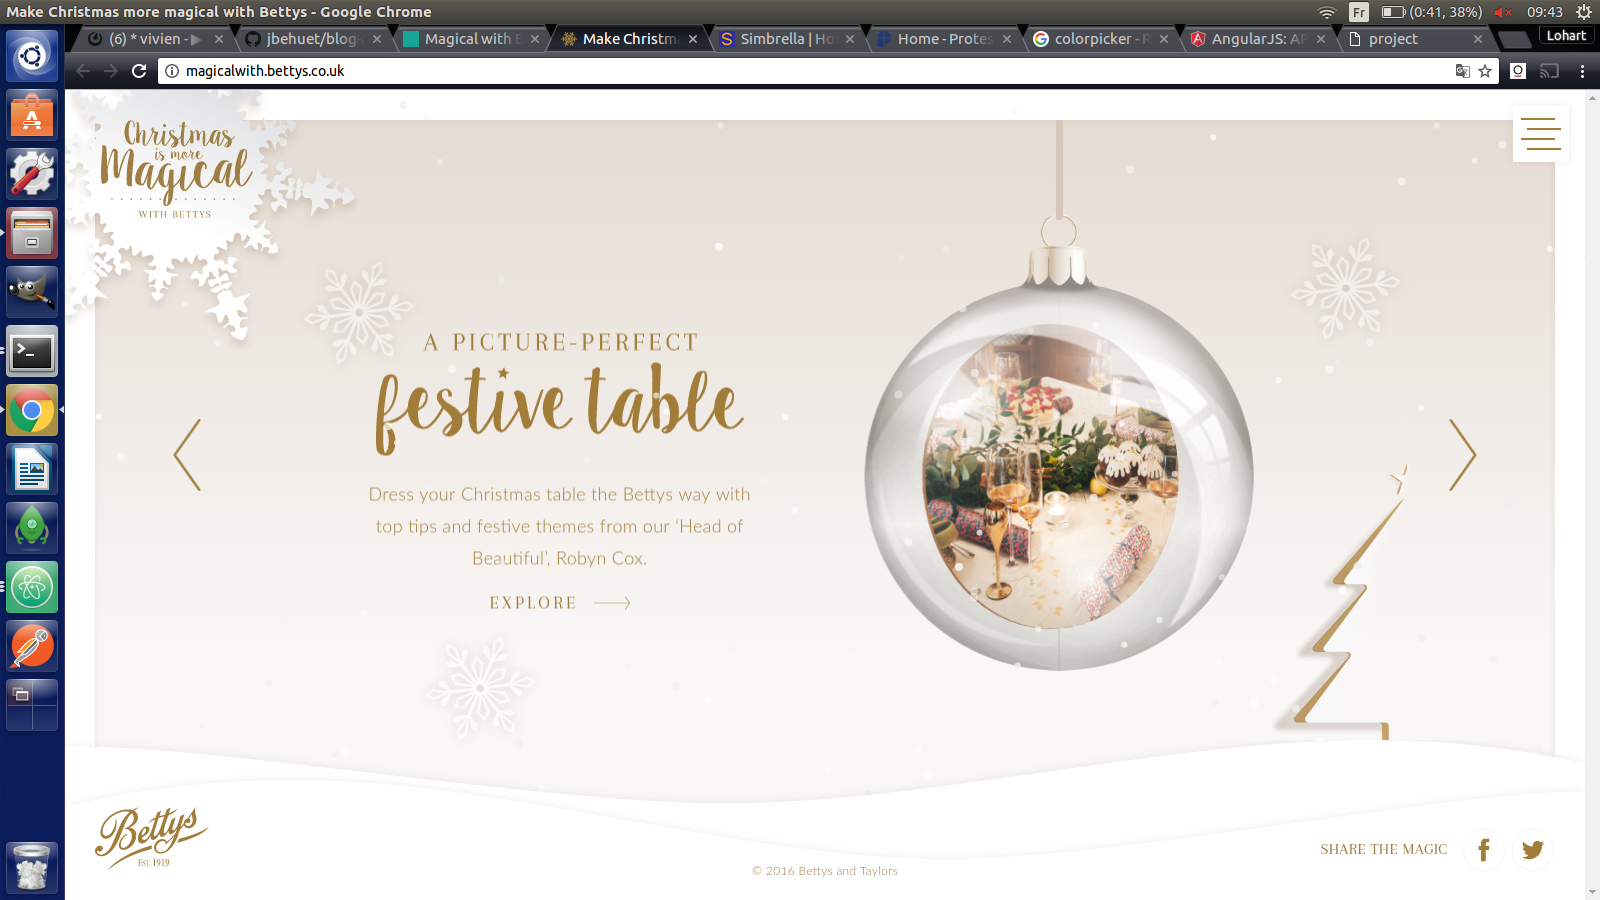 Make Christmas more magical with Bettys - Google Chrome
Fr
(0:41, 38%)
09:43
(6) * vivien -
jbehuet/blog-
Magical with B
Make Christm
Simbrella | Ho
Home - Protes
colorpicker - R
AngularJS: AP
project
Lohart
magicalwith.bettys.co.uk
Christmas
is more
Magical
WITH BETTYS
A PICTURE-PERFECT
festive table
Dress your Christmas table the Bettys way with
top tips and festive themes from our ‘Head of
Beautiful’, Robyn Cox.
EXPLORE
Bettys
EST. 1919
SHARE THE MAGIC
© 2016 Bettys and Taylors